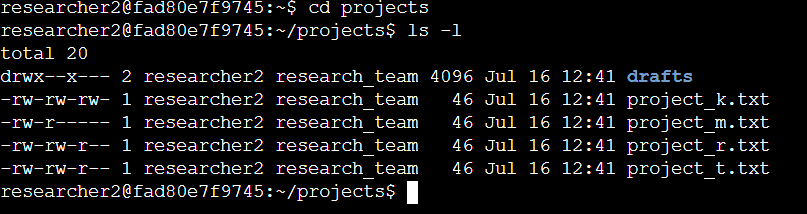 researcher2@fad80e7f9745:~$ cd projects
researcher2@fad80e7f9745:~/projects$ ls -l
total 20
drwx--x--- 2 researcher2 research_team 4096 Jul 16 12:41 drafts
-rw-rw-rw- 1 researcher2 research_team   46 Jul 16 12:41 project_k.txt
-rw-r----- 1 researcher2 research_team   46 Jul 16 12:41 project_m.txt
-rw-rw-r-- 1 researcher2 research_team   46 Jul 16 12:41 project_r.txt
-rw-rw-r-- 1 researcher2 research_team   46 Jul 16 12:41 project_t.txt
researcher2@fad80e7f9745:~/projects$